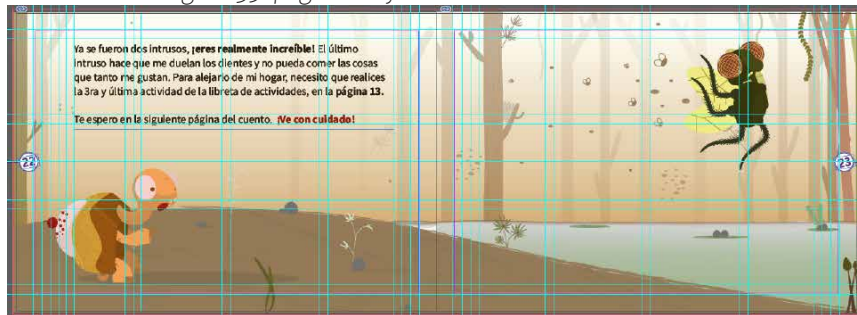 Ya se fueron dos intrusos, ¡eres realmente increíble! El último
intruso hace que me duelan los dientes y no pueda comer las cosas
que tanto me gustan. Para alejarlo de mi hogar, necesito que realices
la 3ra y última actividad de la libreta de actividades, en la página 13.
Te espero en la siguiente página del cuento. ¡Ve con cuidado!
22
23